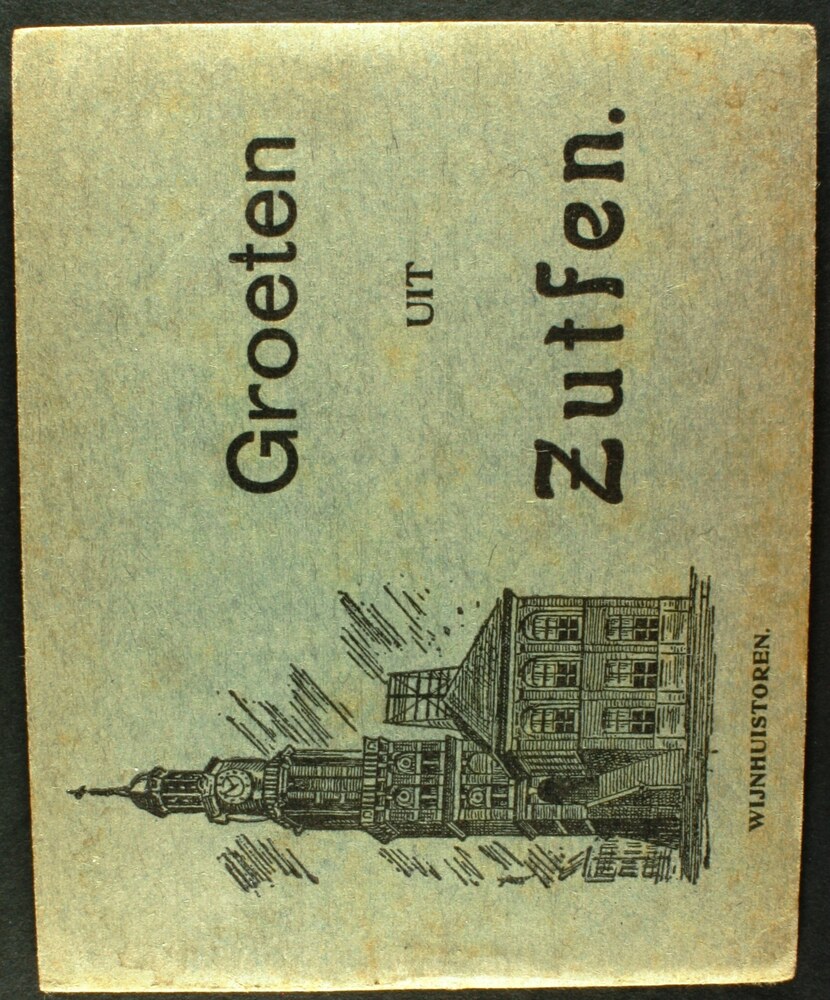 Groeten
UIT
Zutfen.
WIJNHUISTOREN.